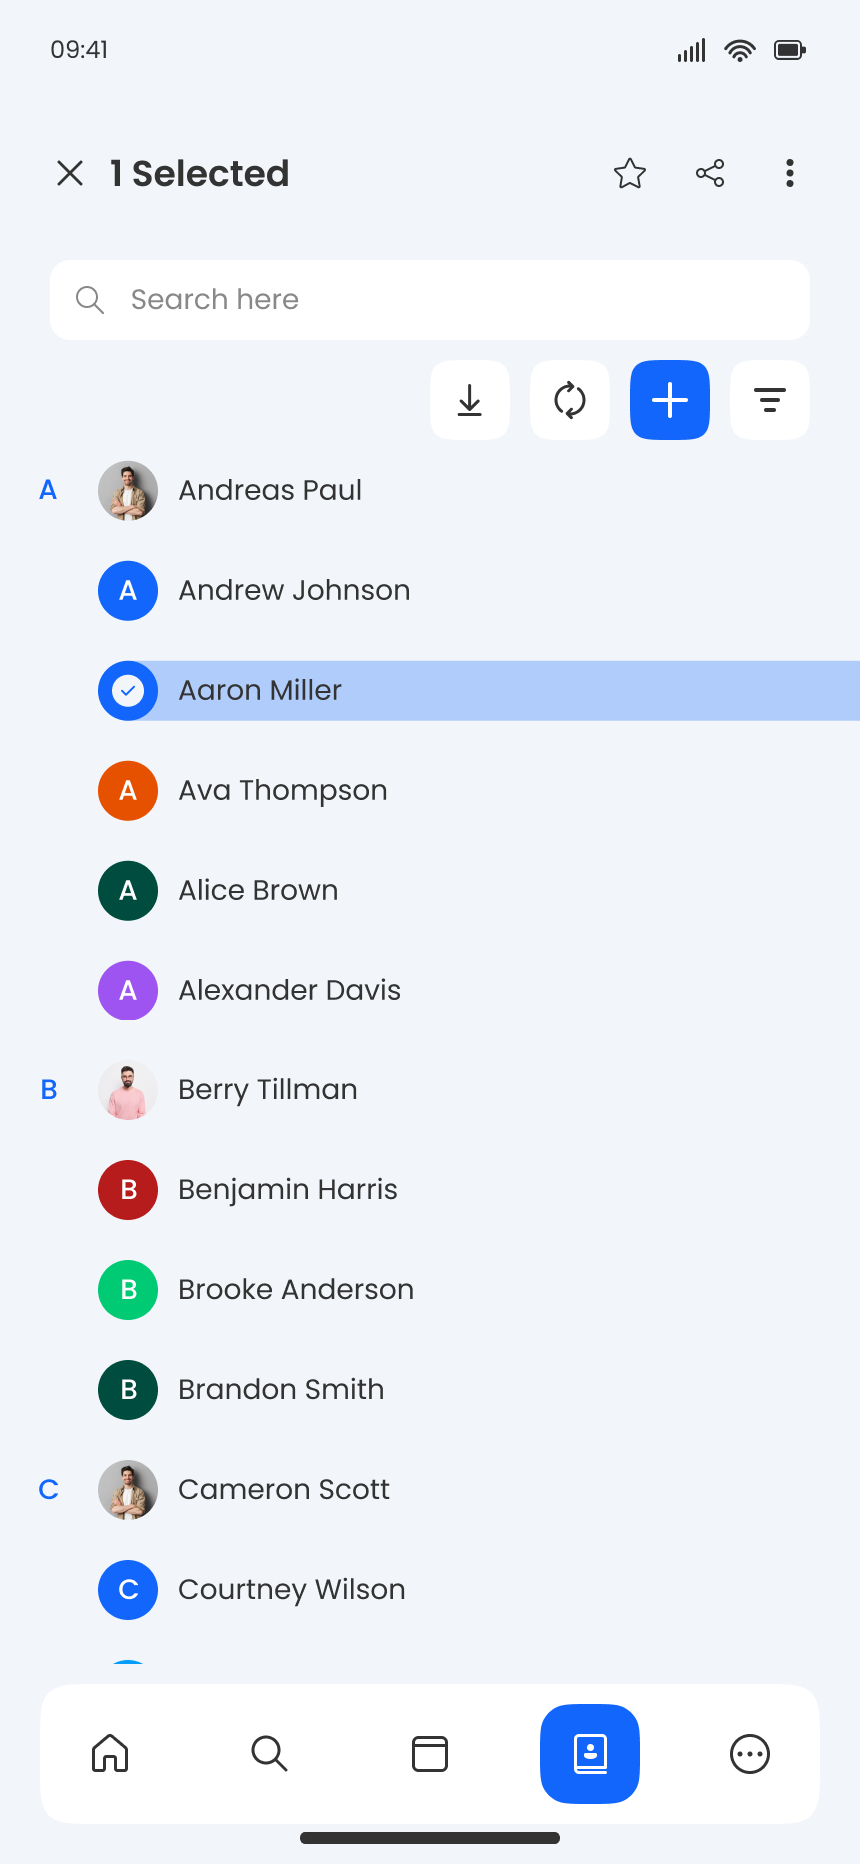 09:41
1 Selected
Search here
A
Andreas Paul
A
Andrew Johnson
Aaron Miller
A
Ava Thompson
A
Alice Brown
A
Alexander Davis
B
Berry Tillman
B
Benjamin Harris
B
Brooke Anderson
B
Brandon Smith
C
Cameron Scott
C
Courtney Wilson